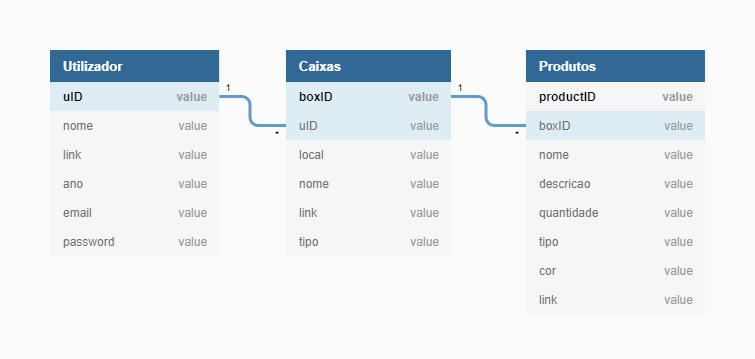 Utilizador
uID value
nome value
link value
ano value
email value
password value
1
*
Caixas
boxID value
uID value
local value
nome value
link value
tipo value
1
*
Produtos
productID value
boxID value
nome value
descricao value
quantidade value
tipo value
cor value
link value